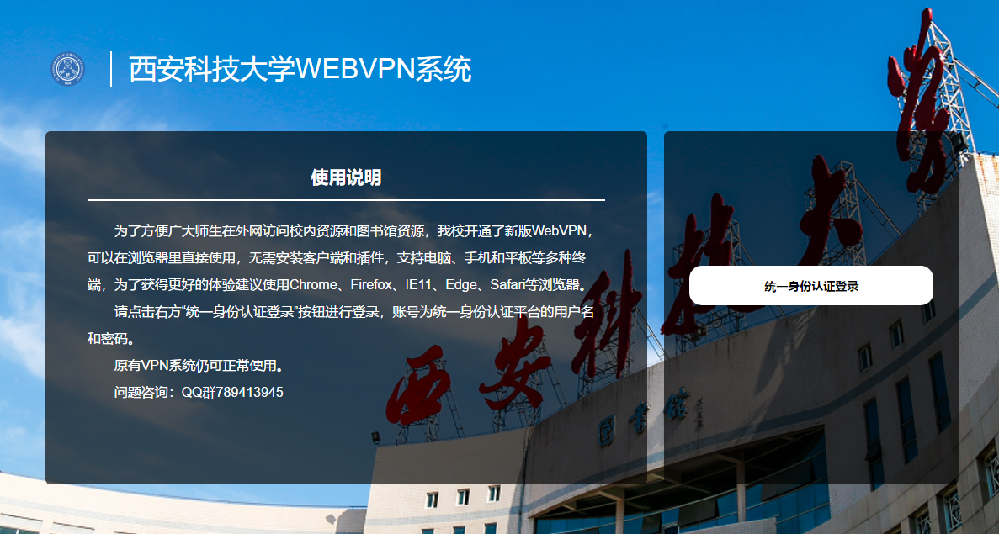 西安科技大学WEBVPN系统
使用说明
为了方便广大师生在外网访问校内资源和图书馆资源，我校开通了新版WebVPN，
可以在浏览器里直接使用，无需安装客户端和插件，支持电脑、手机和平板等多种终
端，为了获得更好的体验建议使用Chrome、Firefox、IE11、Edge、Safari等浏览器。
请点击右方“统一身份认证登录”按钮进行登录，账号为统一身份认证平台的用户名
和密码。
原有VPN系统仍可正常使用。
问题咨询：QQ群789413945
统一身份认证登录
西安科技大学
图书馆